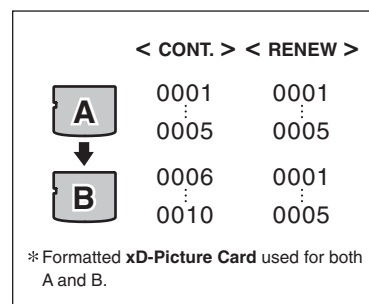 < CONT. > < RENEW >
A
0001 0001
0005 0005
B
0006 0001
0010 0005
* Formatted xD-Picture Card used for both
A and B.